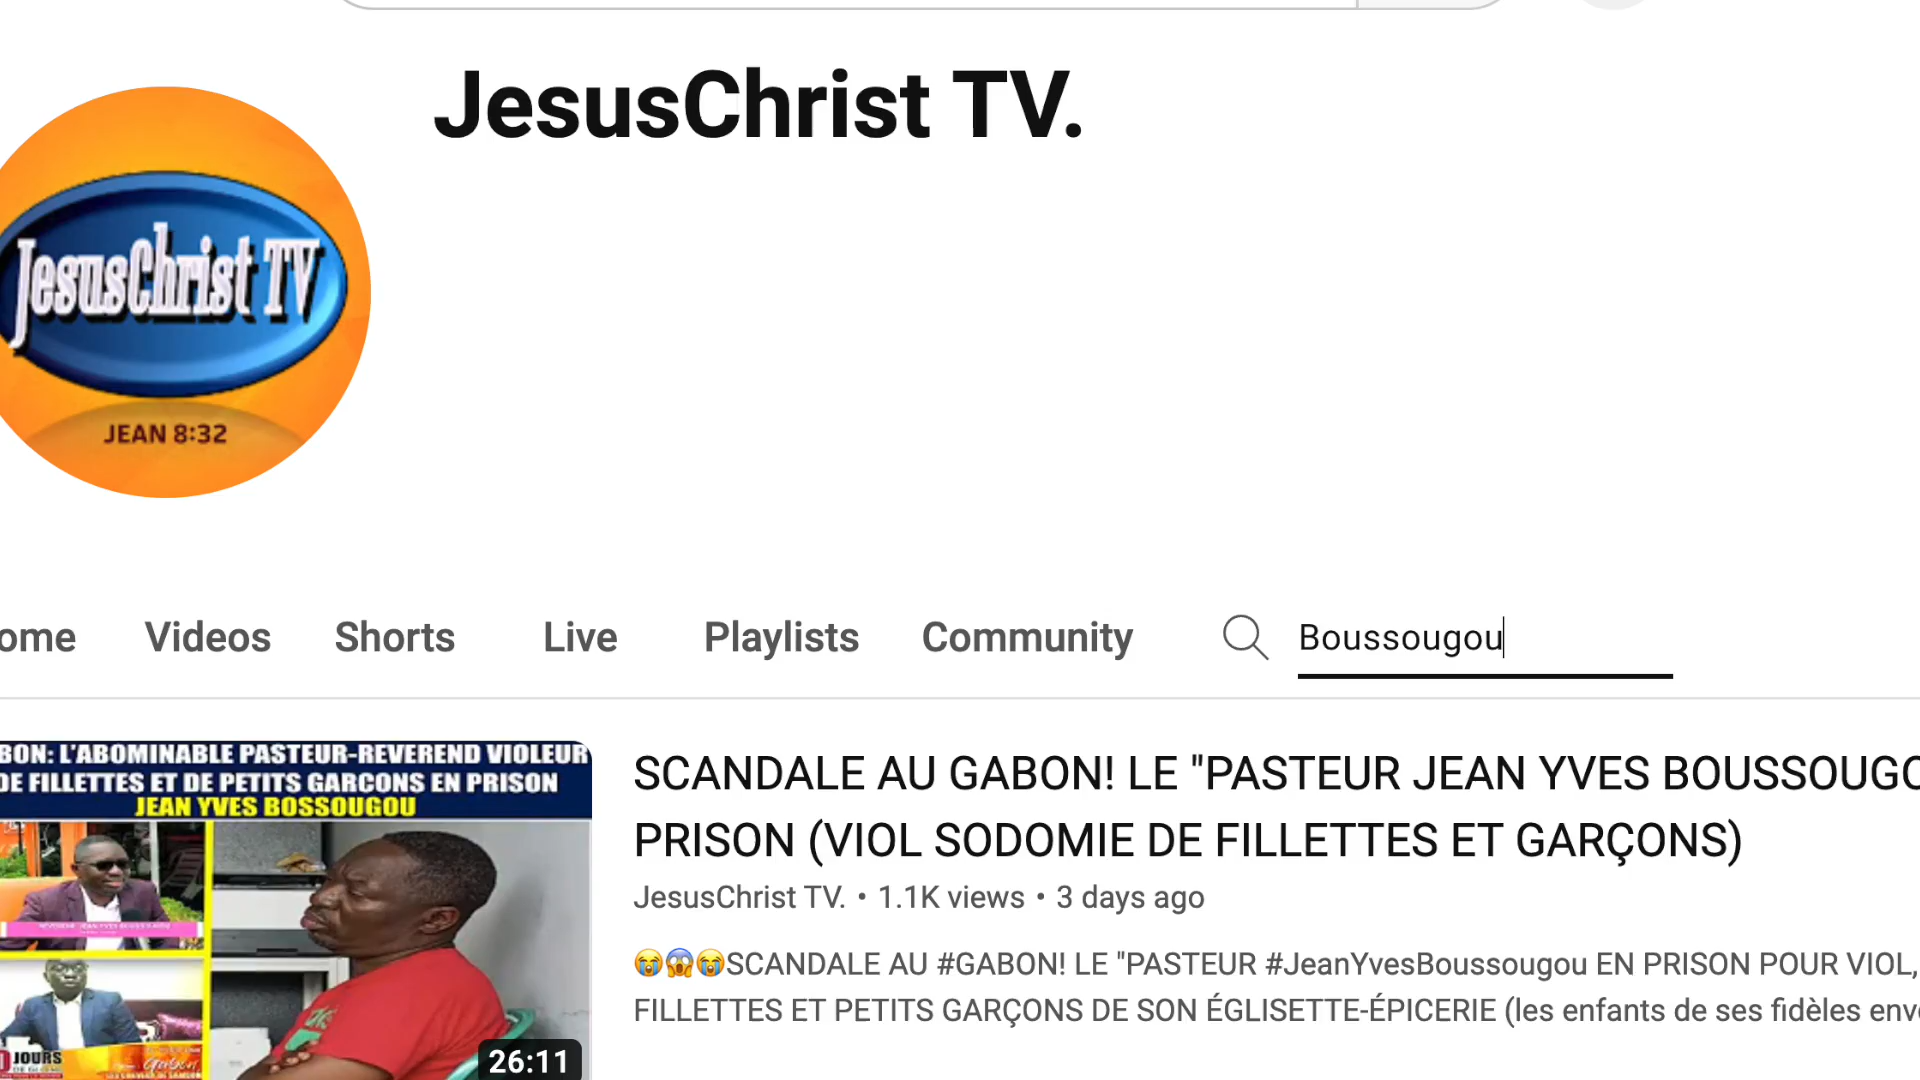 JesusChrist TV.
JesusChrist TV
JEAN 8:32
ome Videos Shorts Live Playlists Community Boussougou
BON: L'ABOMINABLE PASTEUR-REVEREND VIOLEUR
DE FILLETTES ET DE PETITS GARCONS EN PRISON
JEAN YVES BOSSOUGOU
JOURS
26:11
SCANDALE AU GABON! LE "PASTEUR JEAN YVES BOUSSOUGO
PRISON (VIOL SODOMIE DE FILLETTES ET GARÇONS)
JesusChrist TV. • 1.1K views • 3 days ago
😭😱😭SCANDALE AU #GABON! LE "PASTEUR #JeanYvesBoussougou EN PRISON POUR VIOL,
FILLETTES ET PETITS GARÇONS DE SON ÉGLISETTE-ÉPICERIE (les enfants de ses fidèles env